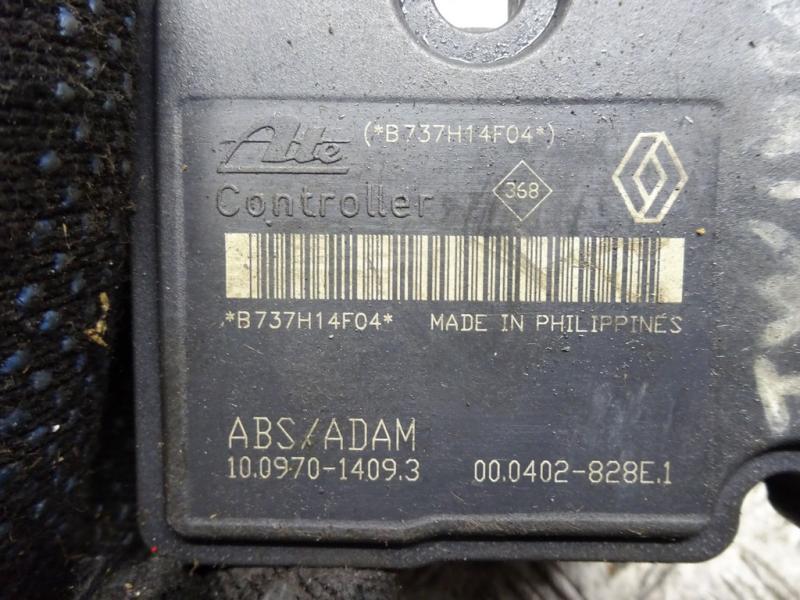 Ate (*B737H14F04*)
Controller 368
*B737H14F04* MADE IN PHILIPPINES
ABS/ADAM
10.0970-1409.3 00.0402-828E.1